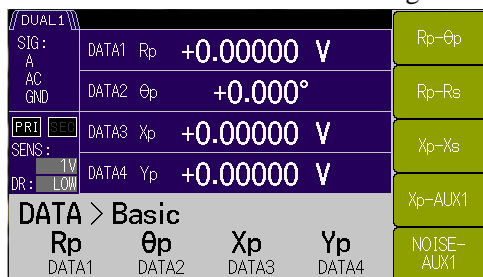 DUAL1
SIG:
A
AC
GND
PRI SEC
SENS:
1V
DR: LOW
DATA1 Rp +0.00000 V
DATA2 θp +0.000°
DATA3 Xp +0.00000 V
DATA4 Yp +0.00000 V
DATA > Basic
Rp θp Xp Yp
DATA1 DATA2 DATA3 DATA4
Rp-θp
Rp-Rs
Xp-Xs
Xp-AUX1
NOISE-
AUX1